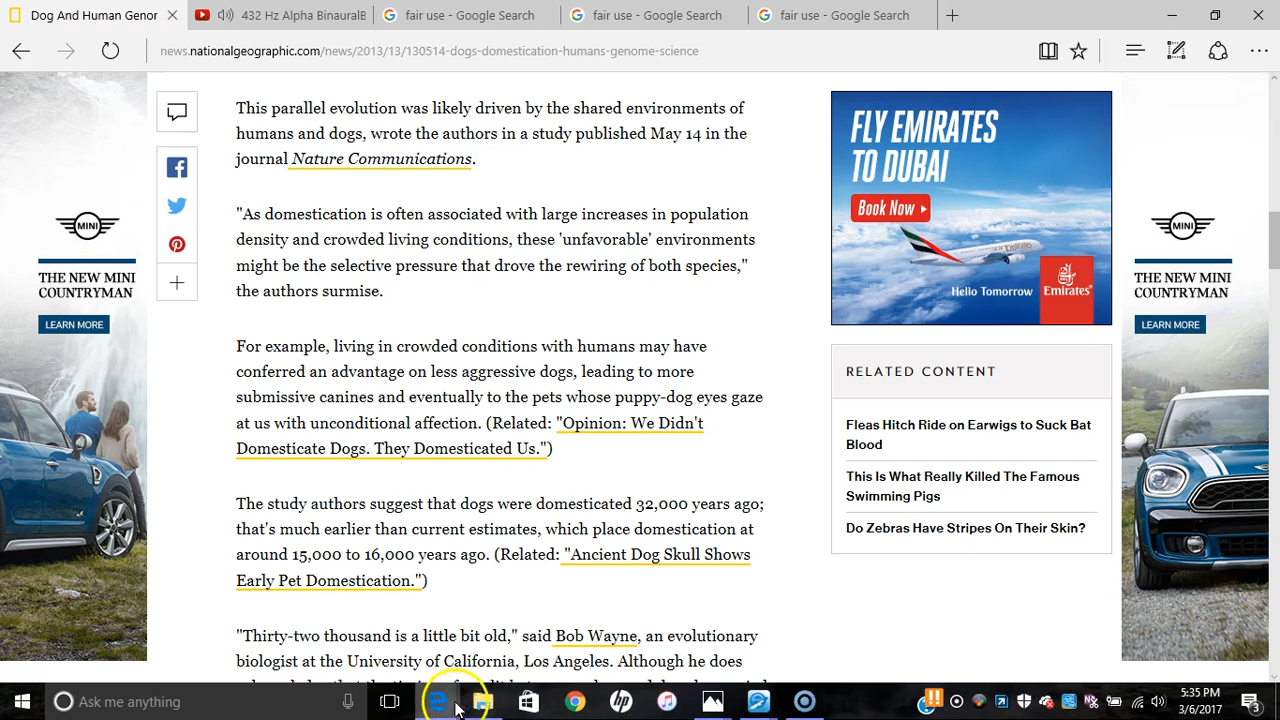 Dog And Human Genor
432 Hz Alpha BinauralB
fair use - Google Search
fair use - Google Search
fair use - Google Search
news.nationalgeographic.com/news/2013/13/130514-dogs-domestication-humans-genome-science
This parallel evolution was likely driven by the shared environments of
humans and dogs, wrote the authors in a study published May 14 in the
journal Nature Communications.
"As domestication is often associated with large increases in population
density and crowded living conditions, these 'unfavorable' environments
might be the selective pressure that drove the rewiring of both species,"
the authors surmise.
For example, living in crowded conditions with humans may have
conferred an advantage on less aggressive dogs, leading to more
submissive canines and eventually to the pets whose puppy-dog eyes gaze
at us with unconditional affection. (Related: "Opinion: We Didn't
Domesticate Dogs. They Domesticated Us.")
The study authors suggest that dogs were domesticated 32,000 years ago;
that's much earlier than current estimates, which place domestication at
around 15,000 to 16,000 years ago. (Related: "Ancient Dog Skull Shows
Early Pet Domestication.")
"Thirty-two thousand is a little bit old," said Bob Wayne, an evolutionary
biologist at the University of California, Los Angeles. Although he does
MINI
THE NEW MINI
COUNTRYMAN
LEARN MORE
FLY EMIRATES
TO DUBAI
Book Now
Hello Tomorrow
Emirates
RELATED CONTENT
Fleas Hitch Ride on Earwigs to Suck Bat
Blood
This Is What Really Killed The Famous
Swimming Pigs
Do Zebras Have Stripes On Their Skin?
MINI
THE NEW MINI
COUNTRYMAN
LEARN MORE
Ask me anything
hp
5:35 PM
3/6/2017
3